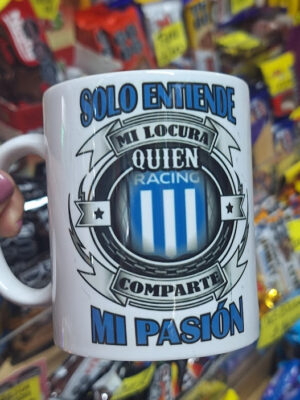 SOLO ENTIENDE
MI LOCURA
QUIEN
RACING
COMPARTE
MI PASIÓN